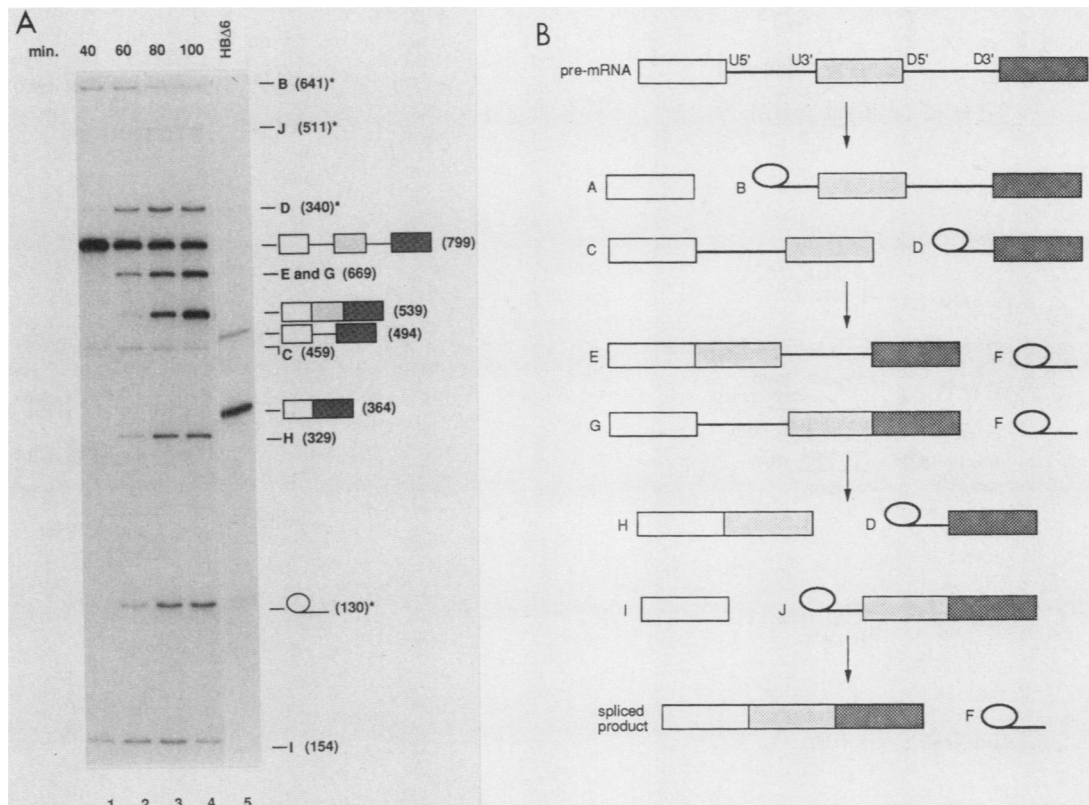 A
min. 40 60 80 100 HBΔ6
B (641)*
J (511)*
D (340)*
(799)
E and G (669)
(539)
(494)
C (459)
(364)
H (329)
(130)*
I (154)
1 2 3 4 5
B
U5' U3' D5' D3'
pre-mRNA
A B
C D
E F
G F
H D
I J
spliced
product F